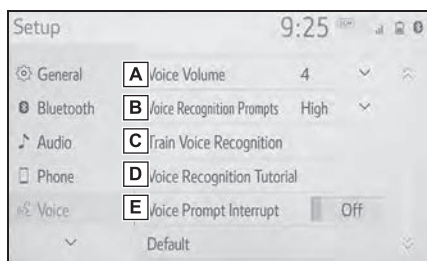 Setup 9:25
General A Voice Volume 4
Bluetooth B Voice Recognition Prompts High
Audio C Train Voice Recognition
Phone D Voice Recognition Tutorial
Voice E Voice Prompt Interrupt Off
Default